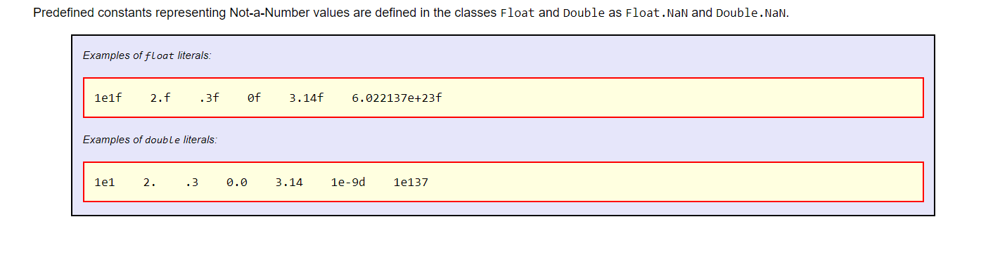 Predefined constants representing Not-a-Number values are defined in the classes Float and Double as Float.NaN and Double.NaN.
Examples of float literals:
1e1f    2.f    .3f    0f    3.14f    6.022137e+23f
Examples of double literals:
1e1    2.    .3    0.0    3.14    1e-9d    1e137